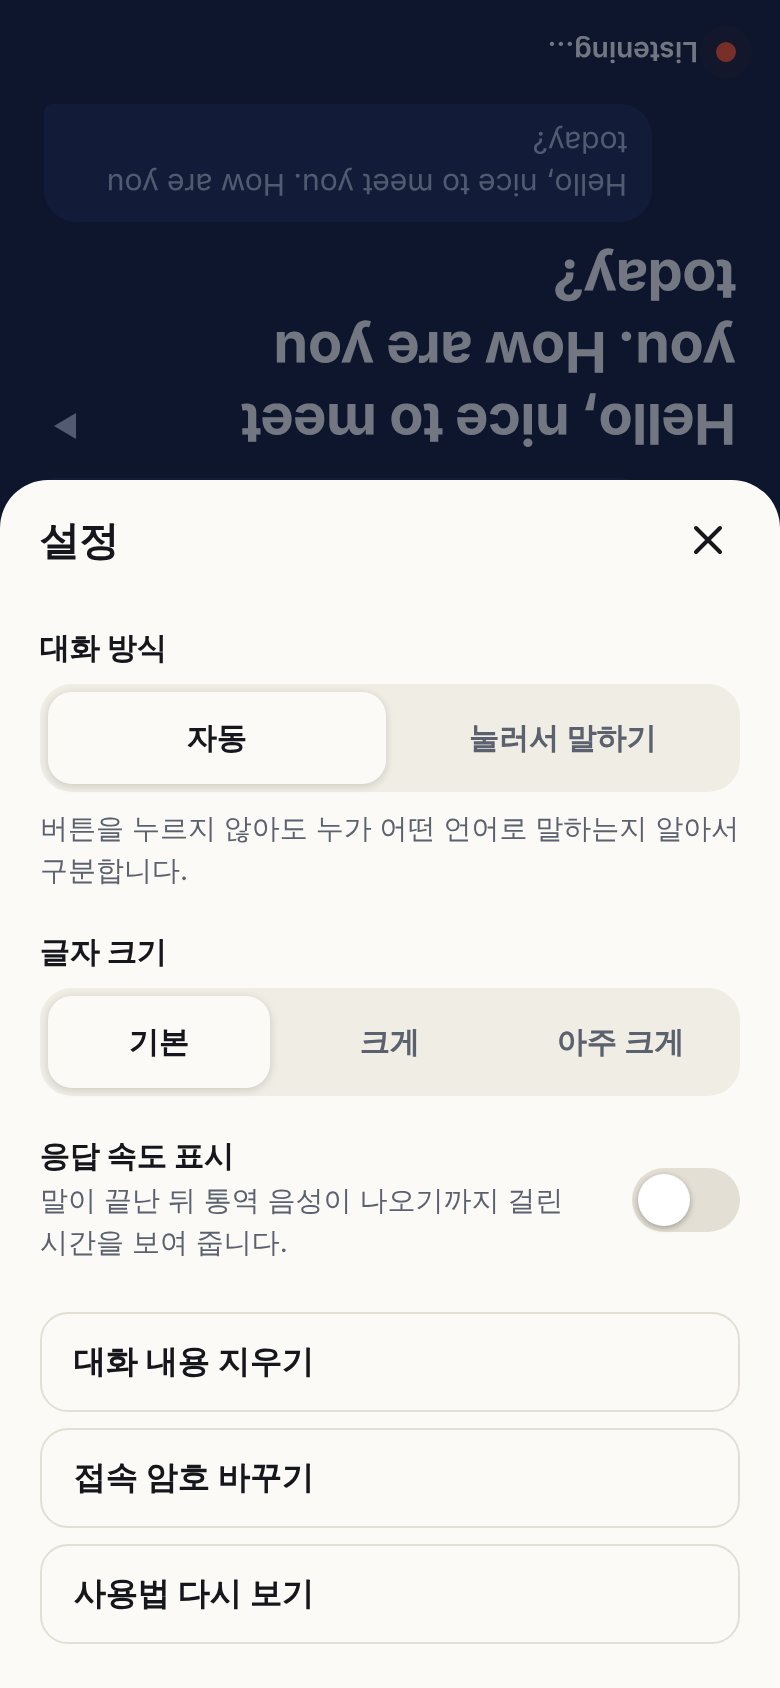 Listening...
Hello, nice to meet you. How are you
today?
Hello, nice to meet
you. How are you
today?
설정
대화 방식
자동
눌러서 말하기
버튼을 누르지 않아도 누가 어떤 언어로 말하는지 알아서
구분합니다.
글자 크기
기본
크게
아주 크게
응답 속도 표시
말이 끝난 뒤 통역 음성이 나오기까지 걸린
시간을 보여 줍니다.
대화 내용 지우기
접속 암호 바꾸기
사용법 다시 보기